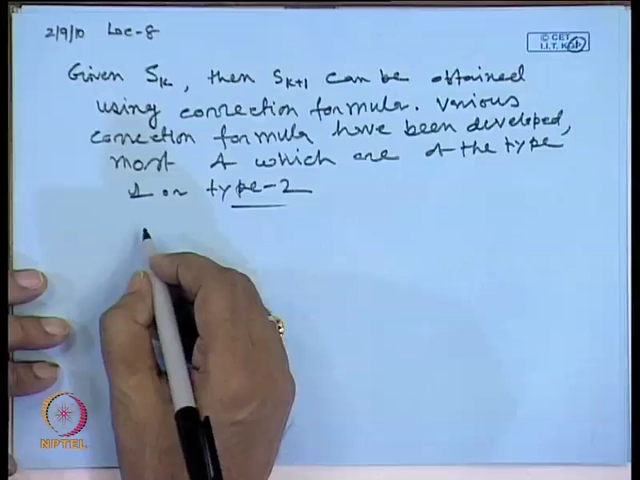 2/9/10 Lec-8
© CET
I.I.T. KGP
Given Sk, then Sk+1 can be obtained
using correction formula. Various
correction formula have been developed,
most of which are of the type
1 or type-2
NPTEL